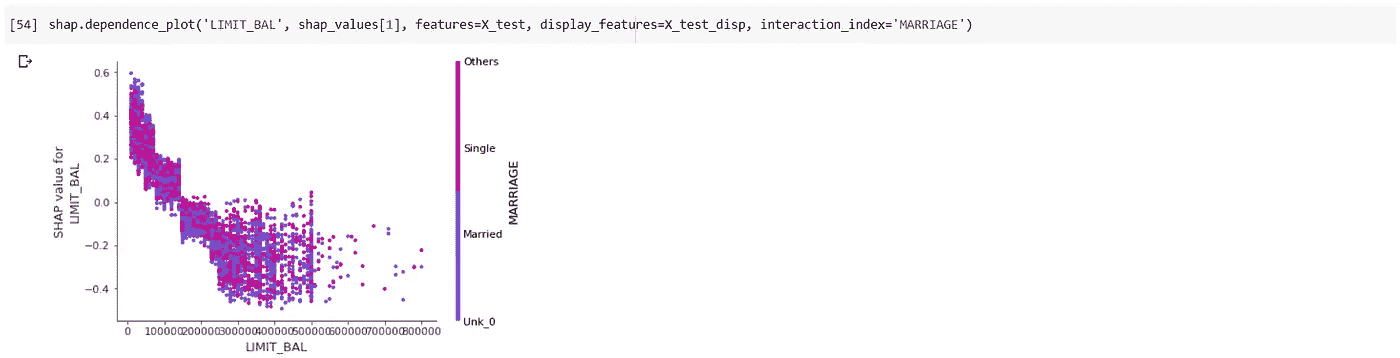 [54] shap.dependence_plot('LIMIT_BAL', shap_values[1], features=X_test, display_features=X_test_disp, interaction_index='MARRIAGE')
0.6
0.4
0.2
0.0
−0.2
−0.4
SHAP value for
LIMIT_BAL
0 100000 200000 300000 400000 500000 600000 700000 800000
LIMIT_BAL
Others
Single
Married
Unk_0
MARRIAGE